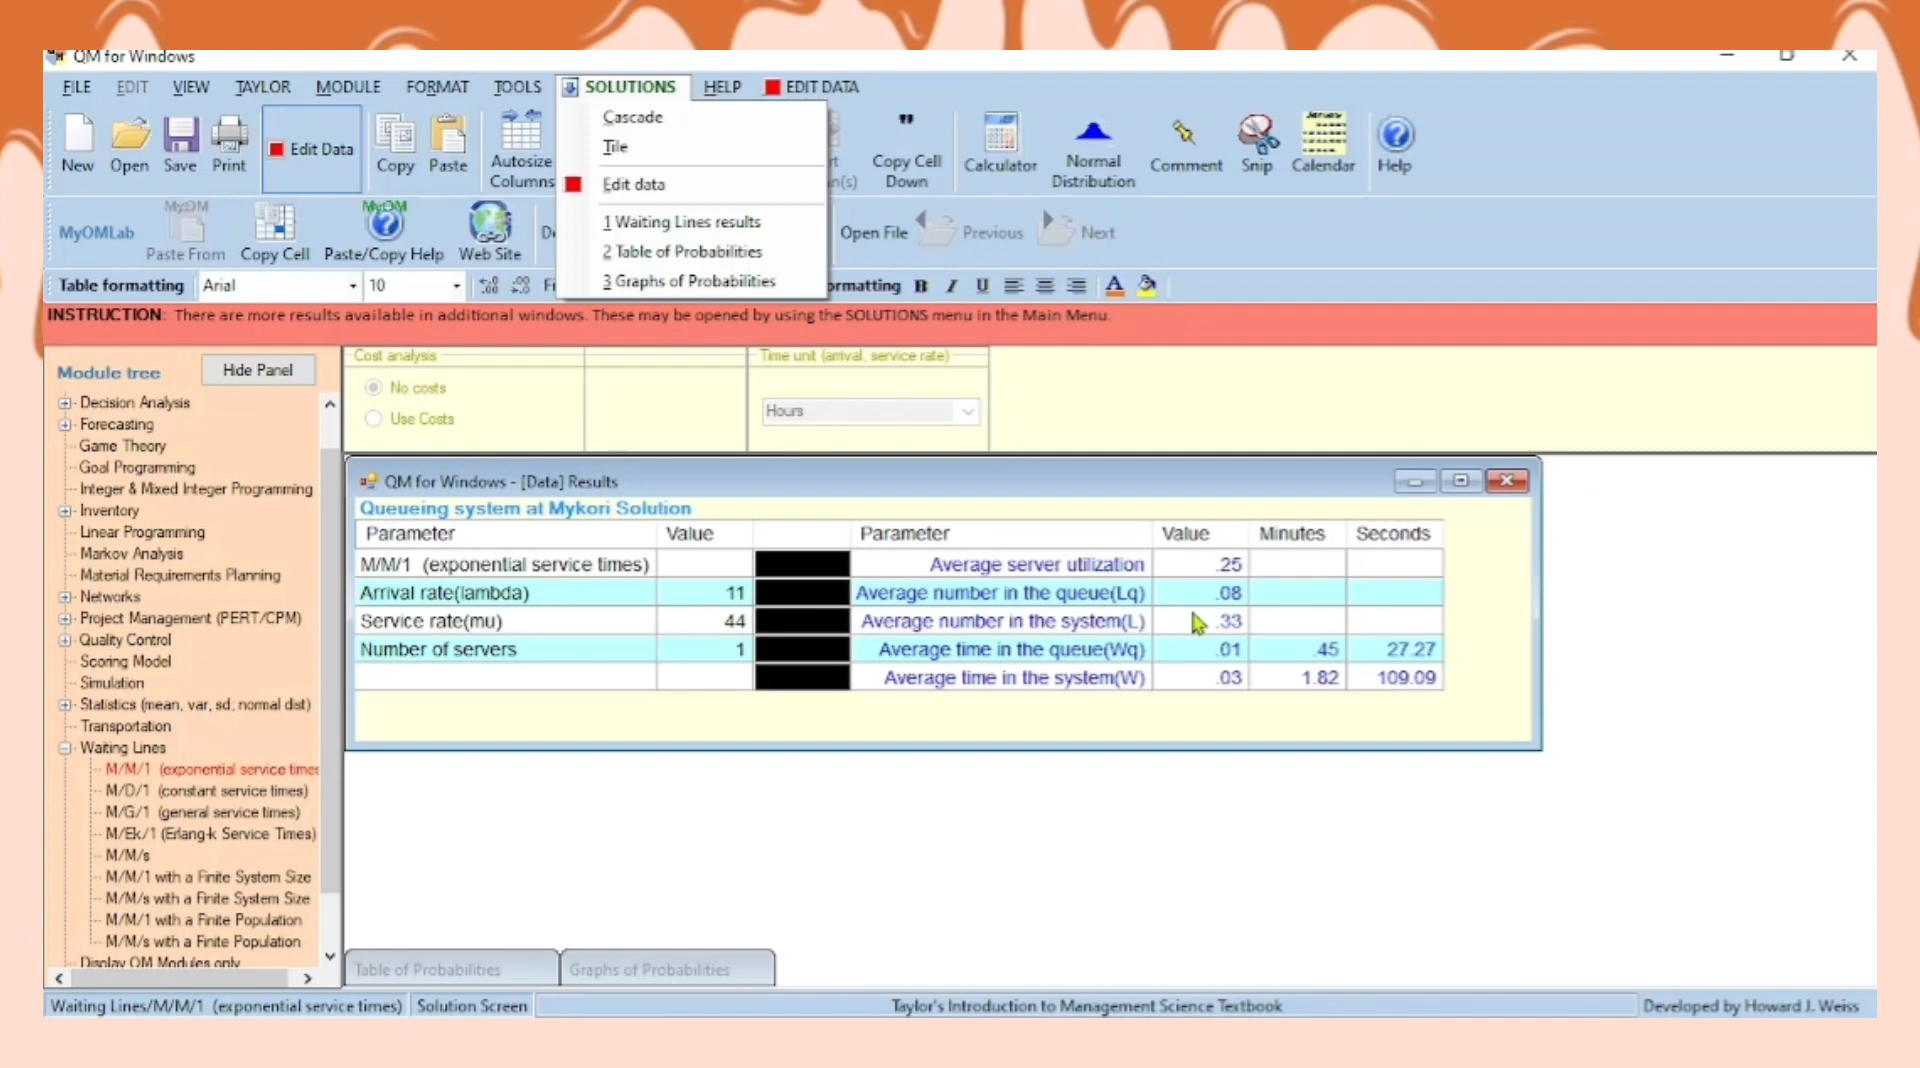 QM for Windows
FILE EDIT VIEW TAYLOR MODULE FORMAT TOOLS SOLUTIONS HELP EDIT DATA
Cascade
Tile
Edit data
1 Waiting Lines results
2 Table of Probabilities
3 Graphs of Probabilities
New Open Save Print Edit Data Copy Paste Autosize Columns Copy Cell Down Calculator Normal Distribution Comment Snip Calendar Help
January
MyOMLab
MyOM Paste From Copy Cell MyOM Paste/Copy Help Web Site Open File Previous Next
Table formatting Arial 10 B I U A
INSTRUCTION: There are more results available in additional windows. These may be opened by using the SOLUTIONS menu in the Main Menu.
Module tree Hide Panel
Decision Analysis
Forecasting
Game Theory
Goal Programming
Integer & Mixed Integer Programming
Inventory
Linear Programming
Markov Analysis
Material Requirements Planning
Networks
Project Management (PERT/CPM)
Quality Control
Scoring Model
Simulation
Statistics (mean, var, sd; normal dist)
Transportation
Waiting Lines
M/M/1 (exponential service times
M/D/1 (constant service times)
M/G/1 (general service times)
M/Ek/1 (Erlang-k Service Times)
M/M/s
M/M/1 with a Finite System Size
M/M/s with a Finite System Size
M/M/1 with a Finite Population
M/M/s with a Finite Population
Display OM Modules only
Cost analysis
No costs
Use Costs
Time unit (arrival, service rate)
Hours
QM for Windows - [Data] Results
Queueing system at Mykori Solution
Parameter Value Parameter Value Minutes Seconds
M/M/1 (exponential service times) Average server utilization .25
Arrival rate(lambda) 11 Average number in the queue(Lq) .08
Service rate(mu) 44 Average number in the system(L) .33
Number of servers 1 Average time in the queue(Wq) .01 .45 27.27
Average time in the system(W) .03 1.82 109.09
Table of Probabilities Graphs of Probabilities
Waiting Lines/M/M/1 (exponential service times) Solution Screen Taylor's Introduction to Management Science Textbook Developed by Howard J. Weiss